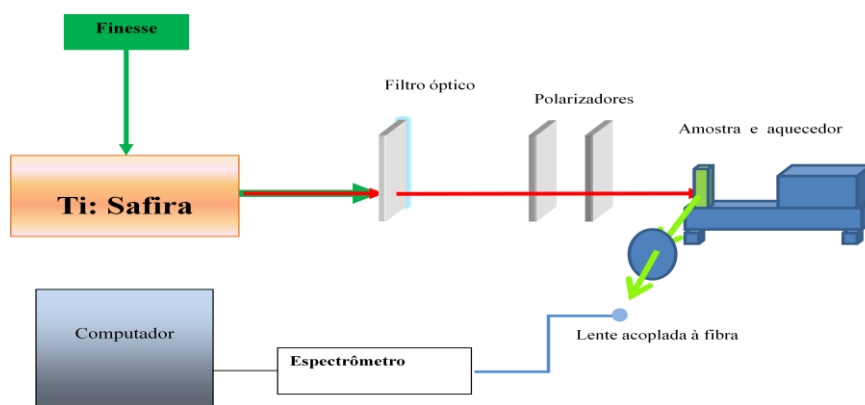 Finesse
Filtro óptico
Polarizadores
Amostra e aquecedor
Ti: Safira
Computador
Espectrômetro
Lente acoplada à fibra